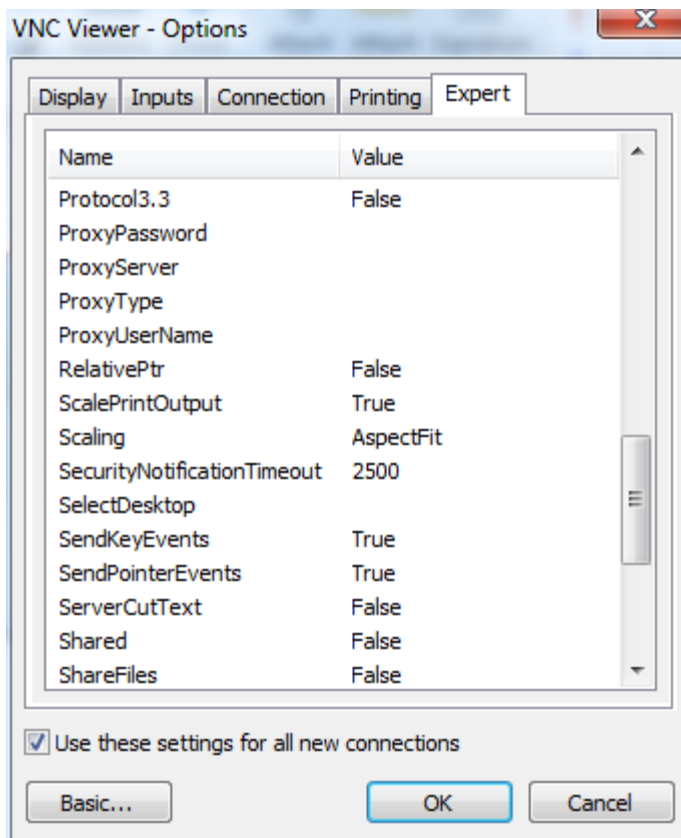 VNC Viewer - Options
Display Inputs Connection Printing Expert
Name Value
Protocol3.3 False
ProxyPassword
ProxyServer
ProxyType
ProxyUserName
RelativePtr False
ScalePrintOutput True
Scaling AspectFit
SecurityNotificationTimeout 2500
SelectDesktop
SendKeyEvents True
SendPointerEvents True
ServerCutText False
Shared False
ShareFiles False
Use these settings for all new connections
Basic... OK Cancel